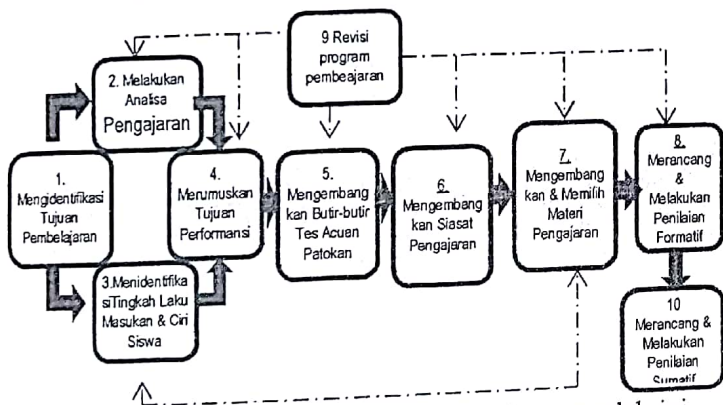 9 Revisi
program
pembeajaran
2. Melakukan
Analisa
Pengajaran
1.
Mengidentifikasi
Tujuan
Pembelajaran
3.Menidentifika
siTingkah Laku
Masukan & Ciri
Siswa
4.
Merumuskan
Tujuan
Performansi
5.
Mengembang
kan Butir-butir
Tes Acuan
Patokan
6.
Mengembang
kan Siasat
Pengajaran
7.
Mengembang
kan & Memilih
Materi
Pengajaran
8.
Merancang
&
Melakukan
Penilaian
Formatif
10
Merancang &
Melakukan
Penilaian
Sumatif